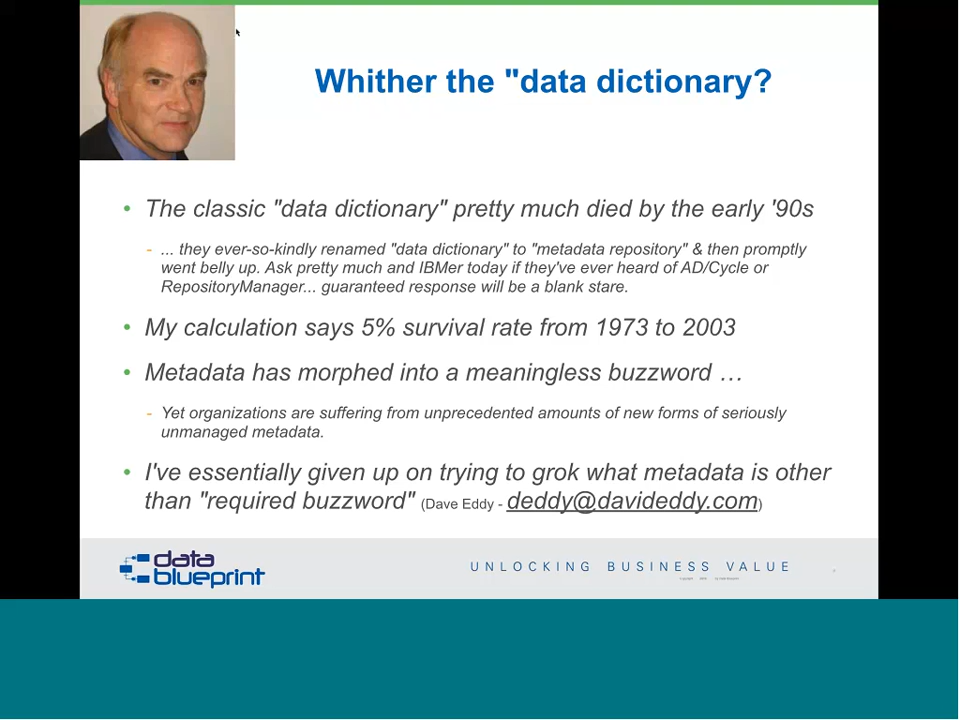 Whither the "data dictionary?
• The classic "data dictionary" pretty much died by the early '90s
- ... they ever-so-kindly renamed "data dictionary" to "metadata repository" & then promptly
went belly up. Ask pretty much and IBMer today if they've ever heard of AD/Cycle or
RepositoryManager... guaranteed response will be a blank stare.
• My calculation says 5% survival rate from 1973 to 2003
• Metadata has morphed into a meaningless buzzword …
- Yet organizations are suffering from unprecedented amounts of new forms of seriously
unmanaged metadata.
• I've essentially given up on trying to grok what metadata is other
than "required buzzword" (Dave Eddy - deddy@davideddy.com)
data
blueprint
UNLOCKING BUSINESS VALUE